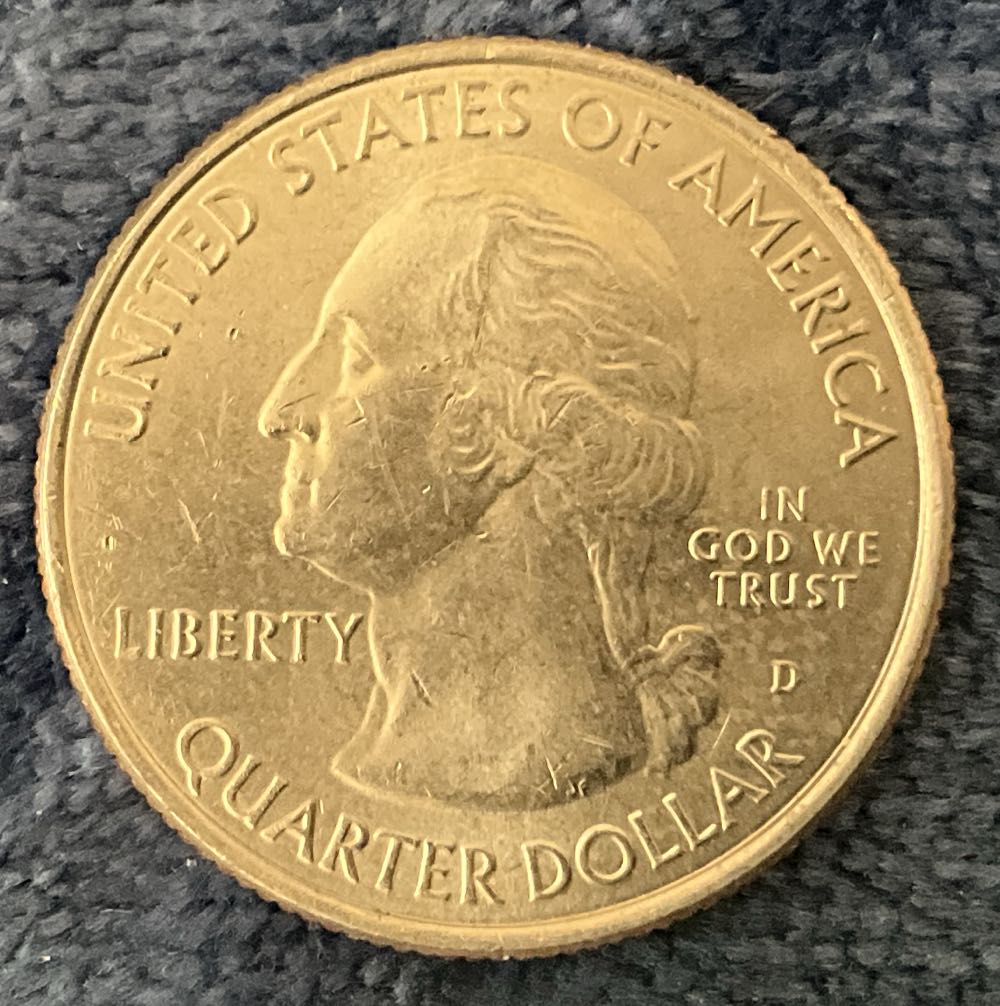 UNITED STATES OF AMERICA
IN
GOD WE
TRUST
LIBERTY
D
QUARTER DOLLAR